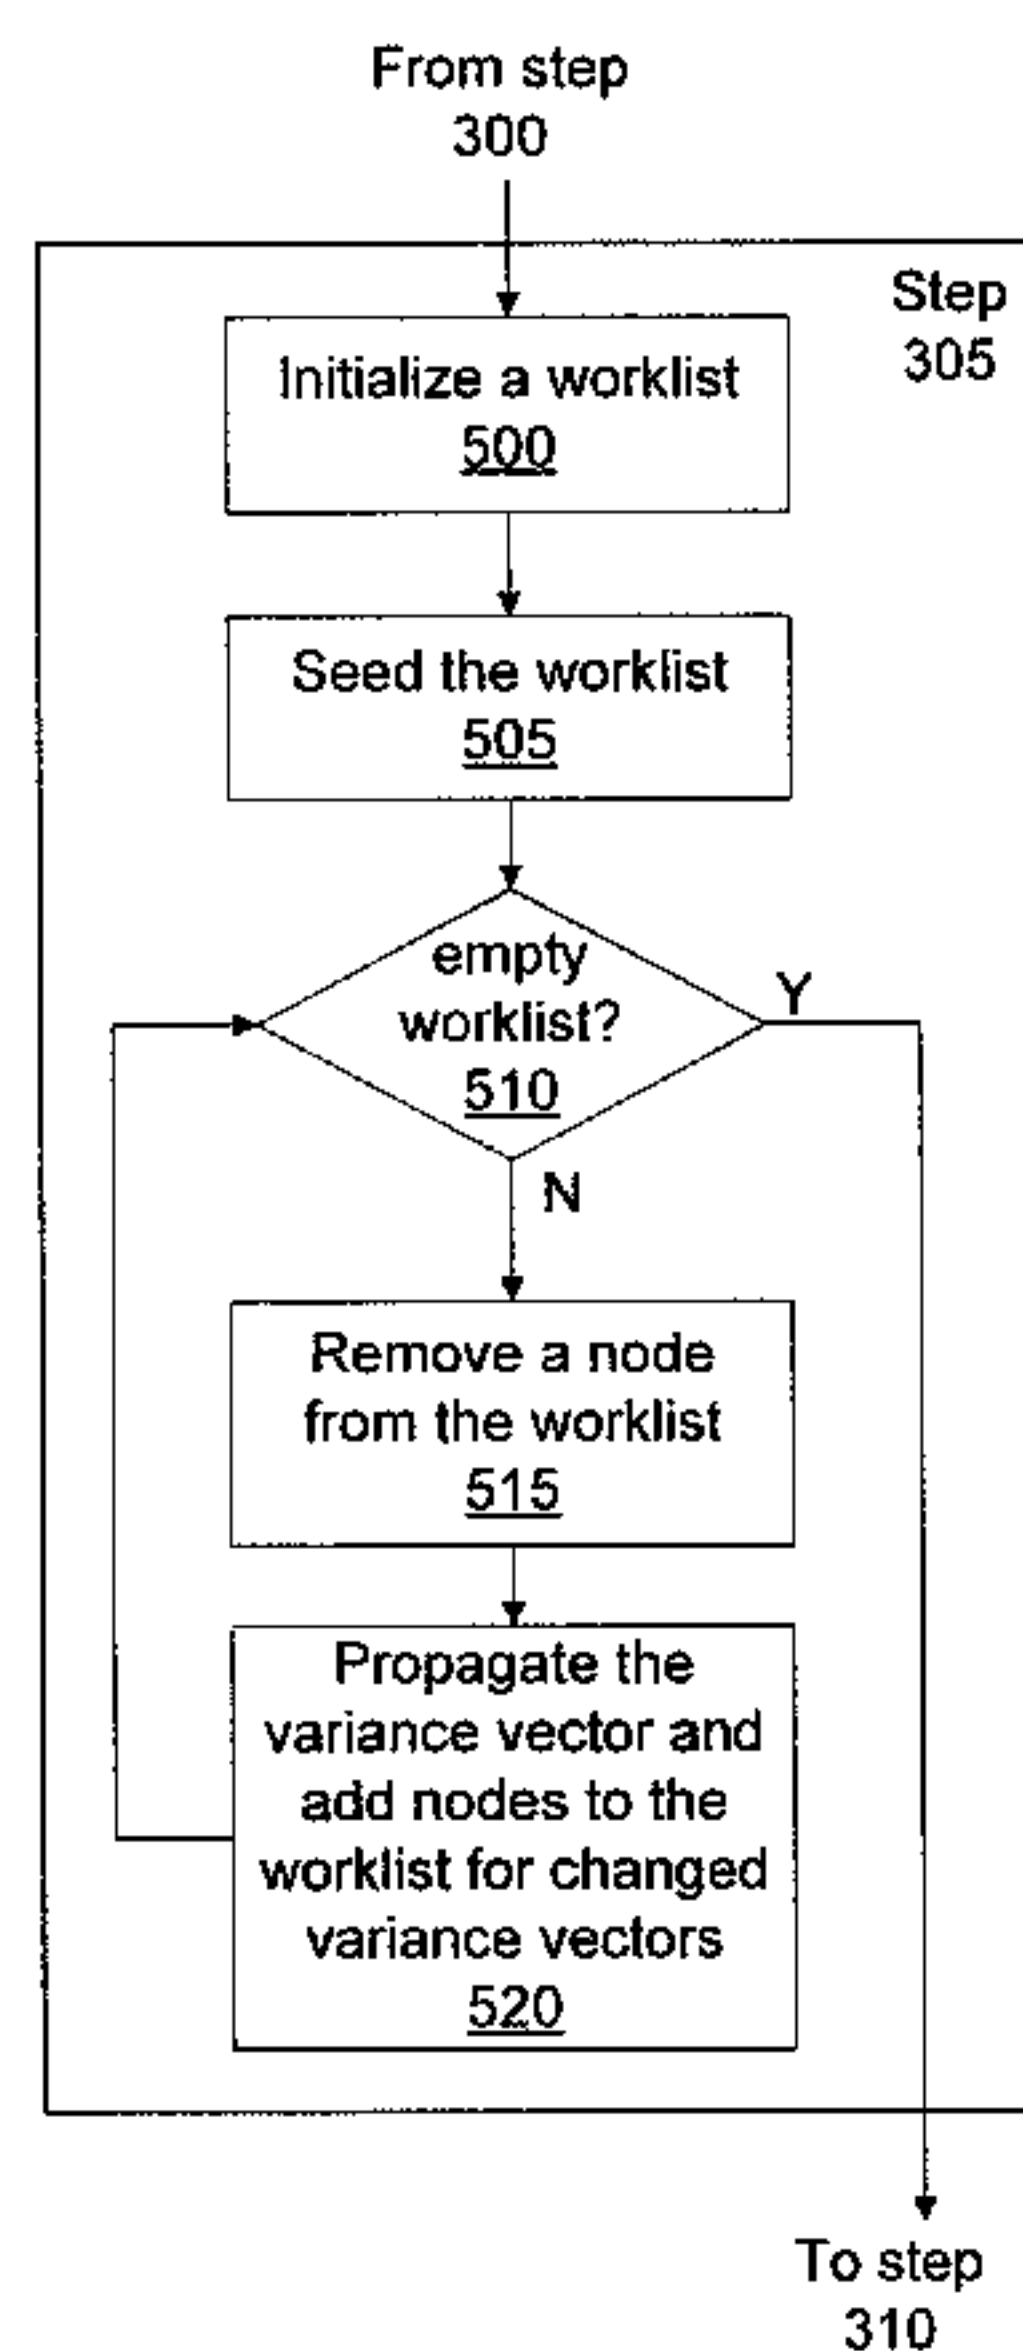 From step
300
Step
305
Initialize a worklist
500
Seed the worklist
505
empty
worklist?
510
Y
N
Remove a node
from the worklist
515
Propagate the
variance vector and
add nodes to the
worklist for changed
variance vectors
520
To step
310